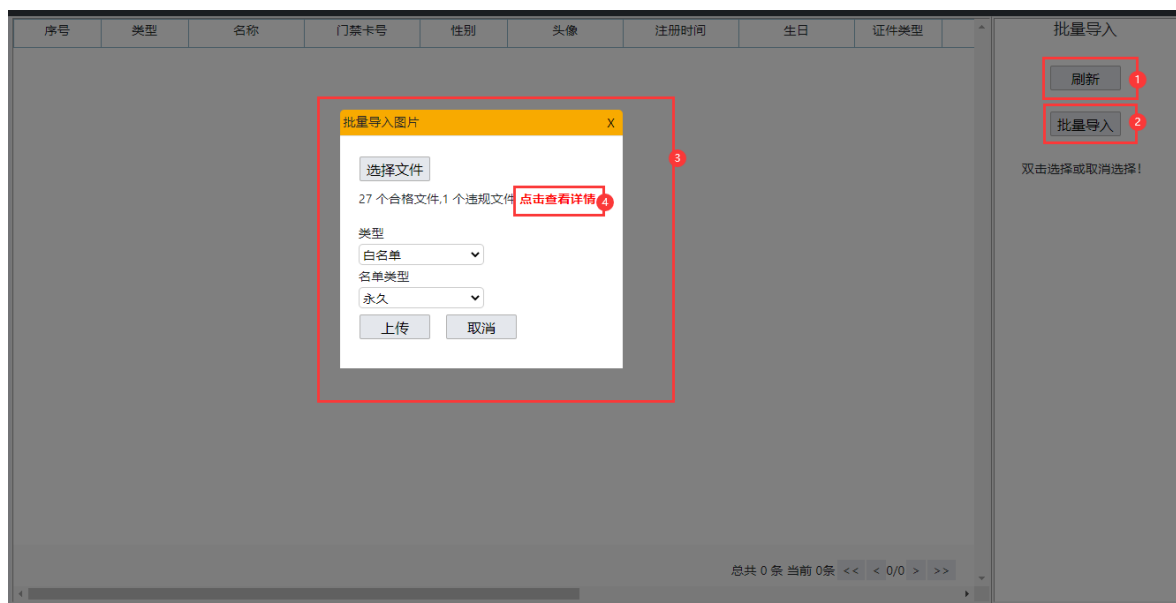 序号 类型 名称 门禁卡号 性别 头像 注册时间 生日 证件类型
批量导入
刷新 1
批量导入 2
双击选择或取消选择!
批量导入图片 X
3
选择文件
27 个合格文件,1 个违规文件 点击查看详情 4
类型
白名单
名单类型
永久
上传 取消
总共 0 条 当前 0条 << < 0/0 > >>